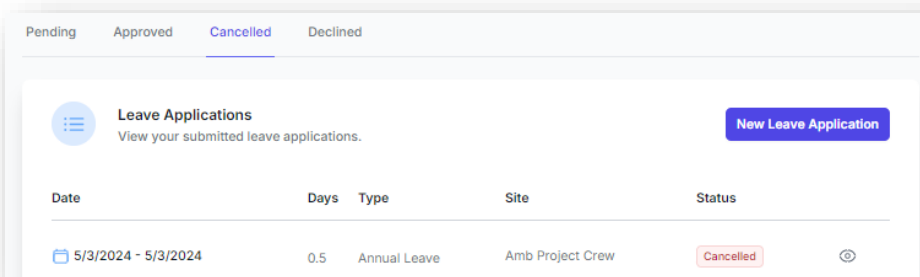 Pending Approved Cancelled Declined
Leave Applications
View your submitted leave applications.
New Leave Application
Date Days Type Site Status
5/3/2024 - 5/3/2024 0.5 Annual Leave Amb Project Crew Cancelled